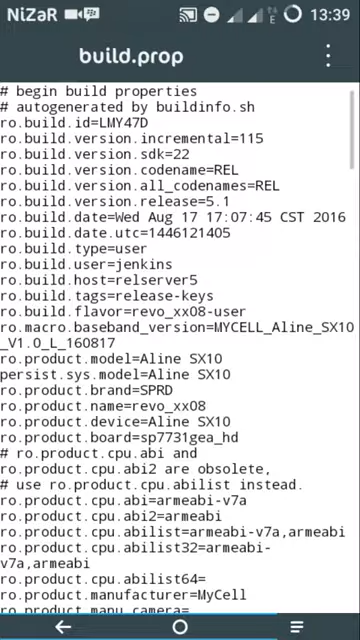 NiZaR
13:39
build.prop
# begin build properties
# autogenerated by buildinfo.sh
ro.build.id=LMY47D
ro.build.version.incremental=115
ro.build.version.sdk=22
ro.build.version.codename=REL
ro.build.version.all_codenames=REL
ro.build.version.release=5.1
ro.build.date=Wed Aug 17 17:07:45 CST 2016
ro.build.date.utc=1446121405
ro.build.type=user
ro.build.user=jenkins
ro.build.host=relserver5
ro.build.tags=release-keys
ro.build.flavor=revo_xx08-user
ro.macro.baseband_version=MYCELL_Aline_SX10
_V1.0_L_160817
ro.product.model=Aline SX10
persist.sys.model=Aline SX10
ro.product.brand=SPRD
ro.product.name=revo_xx08
ro.product.device=Aline SX10
ro.product.board=sp7731gea_hd
# ro.product.cpu.abi and
ro.product.cpu.abi2 are obsolete,
# use ro.product.cpu.abilist instead.
ro.product.cpu.abi=armeabi-v7a
ro.product.cpu.abi2=armeabi
ro.product.cpu.abilist=armeabi-v7a,armeabi
ro.product.cpu.abilist32=armeabi-
v7a,armeabi
ro.product.cpu.abilist64=
ro.product.manufacturer=MyCell
ro.product.manu.camera=